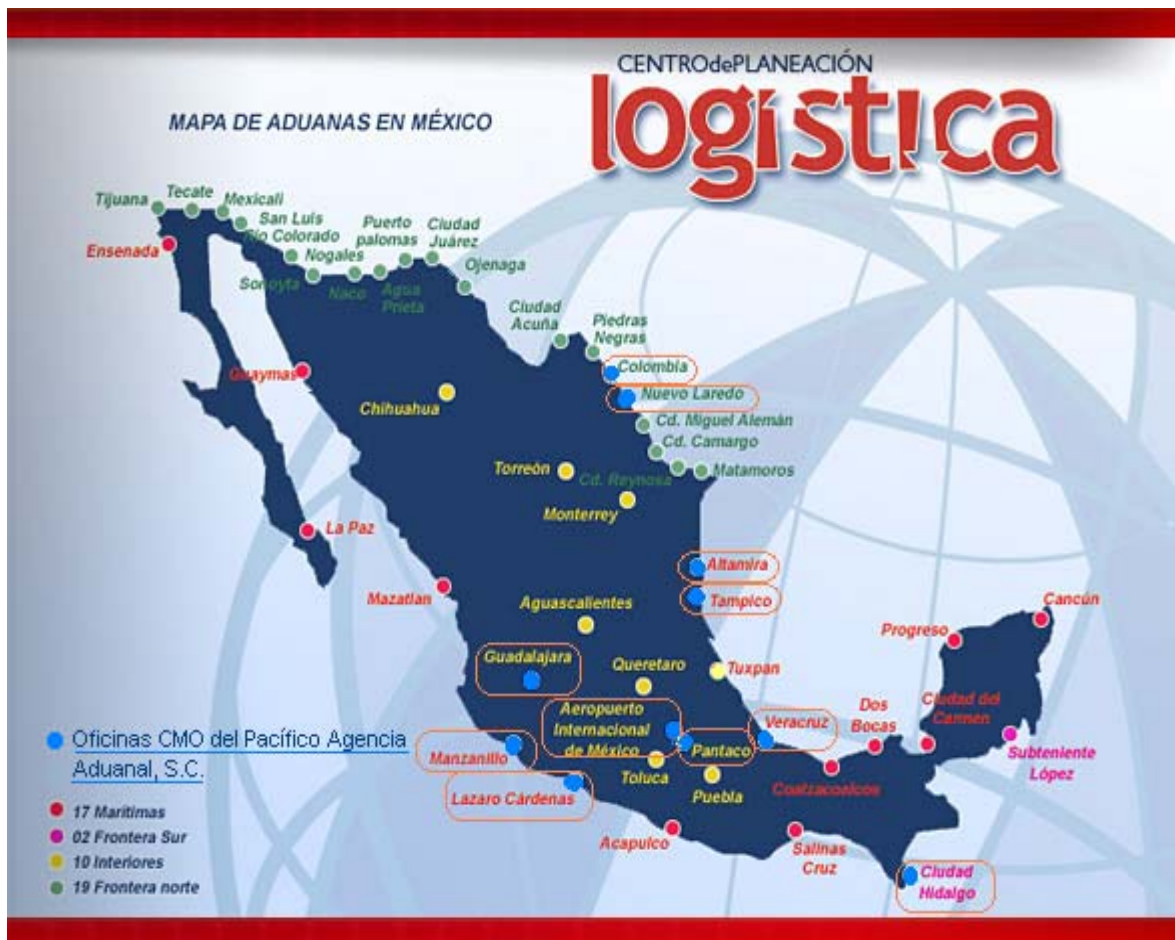 CENTROdePLANEACIÓN
logística
MAPA DE ADUANAS EN MÉXICO
Tijuana
Tecate
Mexicali
San Luis
Río Colorado
Ensenada
Sonoyta
Nogales
Naco
Puerto
palomas
Agua
Prieta
Ciudad
Juárez
Ojenaga
Ciudad
Acuña
Piedras
Negras
Colombia
Nuevo Laredo
Cd. Miguel Alemán
Cd. Camargo
Cd. Reynosa
Matamoros
Guaymas
Chihuahua
Torreón
Monterrey
La Paz
Mazatlan
Altamira
Tampico
Aguascalientes
Guadalajara
Queretaro
Tuxpan
Cancún
Progreso
Aeropuerto
Internacional
de México
Pantaco
Veracruz
Dos
Bocas
Ciudad del
Carmen
Subteniente
López
Manzanillo
Toluca
Puebla
Coatzacoalcos
Lazaro Cárdenas
Acapulco
Salinas
Cruz
Ciudad
Hidalgo
Oficinas CMO del Pacífico Agencia
Aduanal, S.C.
17 Marítimas
02 Frontera Sur
10 Interiores
19 Frontera norte